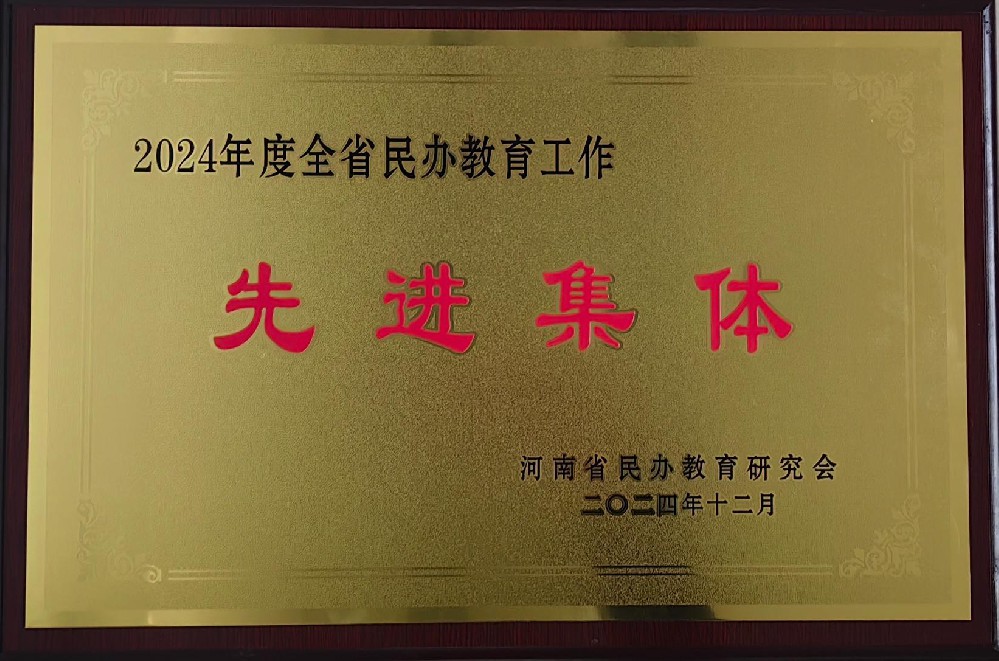 2024年度全省民办教育工作
先进集体
河南省民办教育研究会
二〇二四年十二月